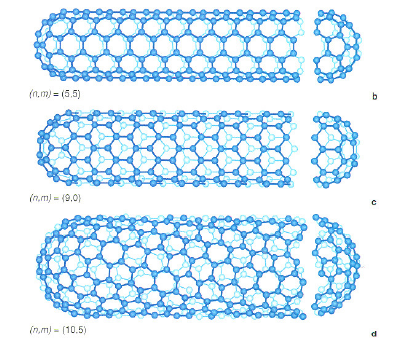 (n,m) = (5,5)
b
(n,m) = (9,0)
c
(n,m) = (10,5)
d